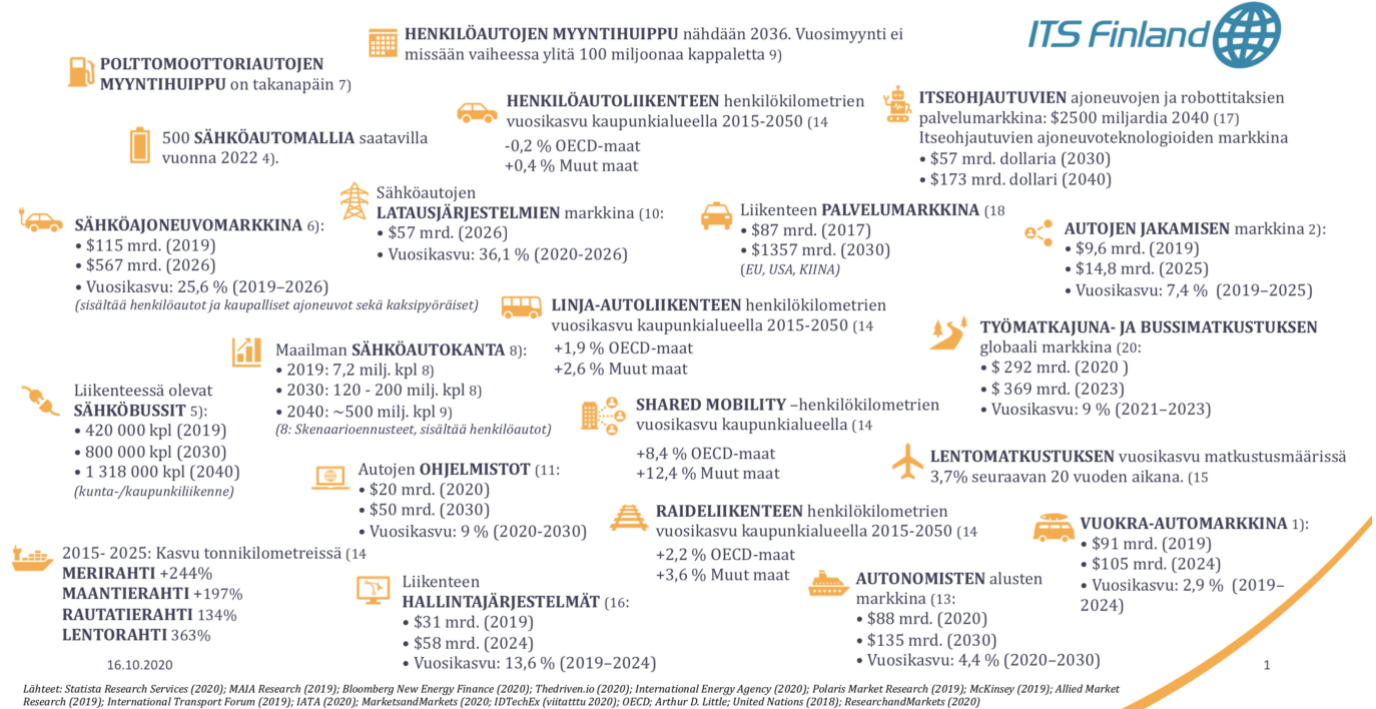 ITS Finland
HENKILÖAUTOJEN MYYNTIHUIPPU nähdään 2036. Vuosimyynti ei
missään vaiheessa ylitä 100 miljoonaa kappaletta 9)
POLTTOMOOTTORIAUTOJEN
MYYNTIHUIPPU on takanapäin 7)
HENKILÖAUTOLIIKENTEEN henkilökilometrien
vuosikasvu kaupunkialueella 2015-2050 (14
-0,2 % OECD-maat
+0,4 % Muut maat
ITSEOHJAUTUVIEN ajoneuvojen ja robottitaksien
palvelumarkkina: $2500 miljardia 2040 (17)
Itseohjautuvien ajoneuvoteknologioiden markkina
• $57 mrd. dollaria (2030)
• $173 mrd. dollari (2040)
500 SÄHKÖAUTOMALLIA saatavilla
vuonna 2022 4).
Sähköautojen
LATAUSJÄRJESTELMIEN markkina (10:
• $57 mrd. (2026)
• Vuosikasvu: 36,1 % (2020-2026)
SÄHKÖAJONEUVOMARKKINA 6):
• $115 mrd. (2019)
• $567 mrd. (2026)
• Vuosikasvu: 25,6 % (2019–2026)
(sisältää henkilöautot ja kaupalliset ajoneuvot sekä kaksipyöräiset)
Liikenteen PALVELUMARKKINA (18
• $87 mrd. (2017)
• $1357 mrd. (2030)
(EU, USA, KIINA)
AUTOJEN JAKAMISEN markkina 2):
• $9,6 mrd. (2019)
• $14,8 mrd. (2025)
• Vuosikasvu: 7,4 % (2019–2025)
LINJA-AUTOLIIKENTEEN henkilökilometrien
vuosikasvu kaupunkialueella 2015-2050 (14
+1,9 % OECD-maat
+2,6 % Muut maat
TYÖMATKAJUNA- JA BUSSIMATKUSTUKSEN
globaali markkina (20:
• $ 292 mrd. (2020 )
• $ 369 mrd. (2023)
• Vuosikasvu: 9 % (2021–2023)
Maailman SÄHKÖAUTOKANTA 8):
• 2019: 7,2 milj. kpl 8)
• 2030: 120 - 200 milj. kpl 8)
• 2040: ~500 milj. kpl 9)
(8: Skenaarioennusteet, sisältää henkilöautot)
Liikenteessä olevat
SÄHKÖBUSSIT 5):
• 420 000 kpl (2019)
• 800 000 kpl (2030)
• 1 318 000 kpl (2040)
(kunta-/kaupunkiliikenne)
SHARED MOBILITY –henkilökilometrien
vuosikasvu kaupunkialueella (14
+8,4 % OECD-maat
+12,4 % Muut maat
LENTOMATKUSTUKSEN vuosikasvu matkustusmäärissä
3,7% seuraavan 20 vuoden aikana. (15
Autojen OHJELMISTOT (11:
• $20 mrd. (2020)
• $50 mrd. (2030)
• Vuosikasvu: 9 % (2020-2030)
RAIDELIIKENTEEN henkilökilometrien
vuosikasvu kaupunkialueella 2015-2050 (14
+2,2 % OECD-maat
+3,6 % Muut maat
VUOKRA-AUTOMARKKINA 1):
• $91 mrd. (2019)
• $105 mrd. (2024)
• Vuosikasvu: 2,9 % (2019–
2024)
2015- 2025: Kasvu tonnikilometreissä (14
MERIRAHTI +244%
MAANTIERAHTI +197%
RAUTATIERAHTI 134%
LENTORAHTI 363%
Liikenteen
HALLINTAJÄRJESTELMÄT (16:
• $31 mrd. (2019)
• $58 mrd. (2024)
• Vuosikasvu: 13,6 % (2019–2024)
AUTONOMISTEN alusten
markkina (13:
• $88 mrd. (2020)
• $135 mrd. (2030)
• Vuosikasvu: 4,4 % (2020–2030)
16.10.2020
1
Lähteet: Statista Research Services (2020); MAIA Research (2019); Bloomberg New Energy Finance (2020); Thedriven.io (2020); International Energy Agency (2020); Polaris Market Research (2019); McKinsey (2019); Allied Market
Research (2019); International Transport Forum (2019); IATA (2020); MarketsandMarkets (2020; IDTechEx (viitatttu 2020); OECD; Arthur D. Little; United Nations (2018); ResearchandMarkets (2020)